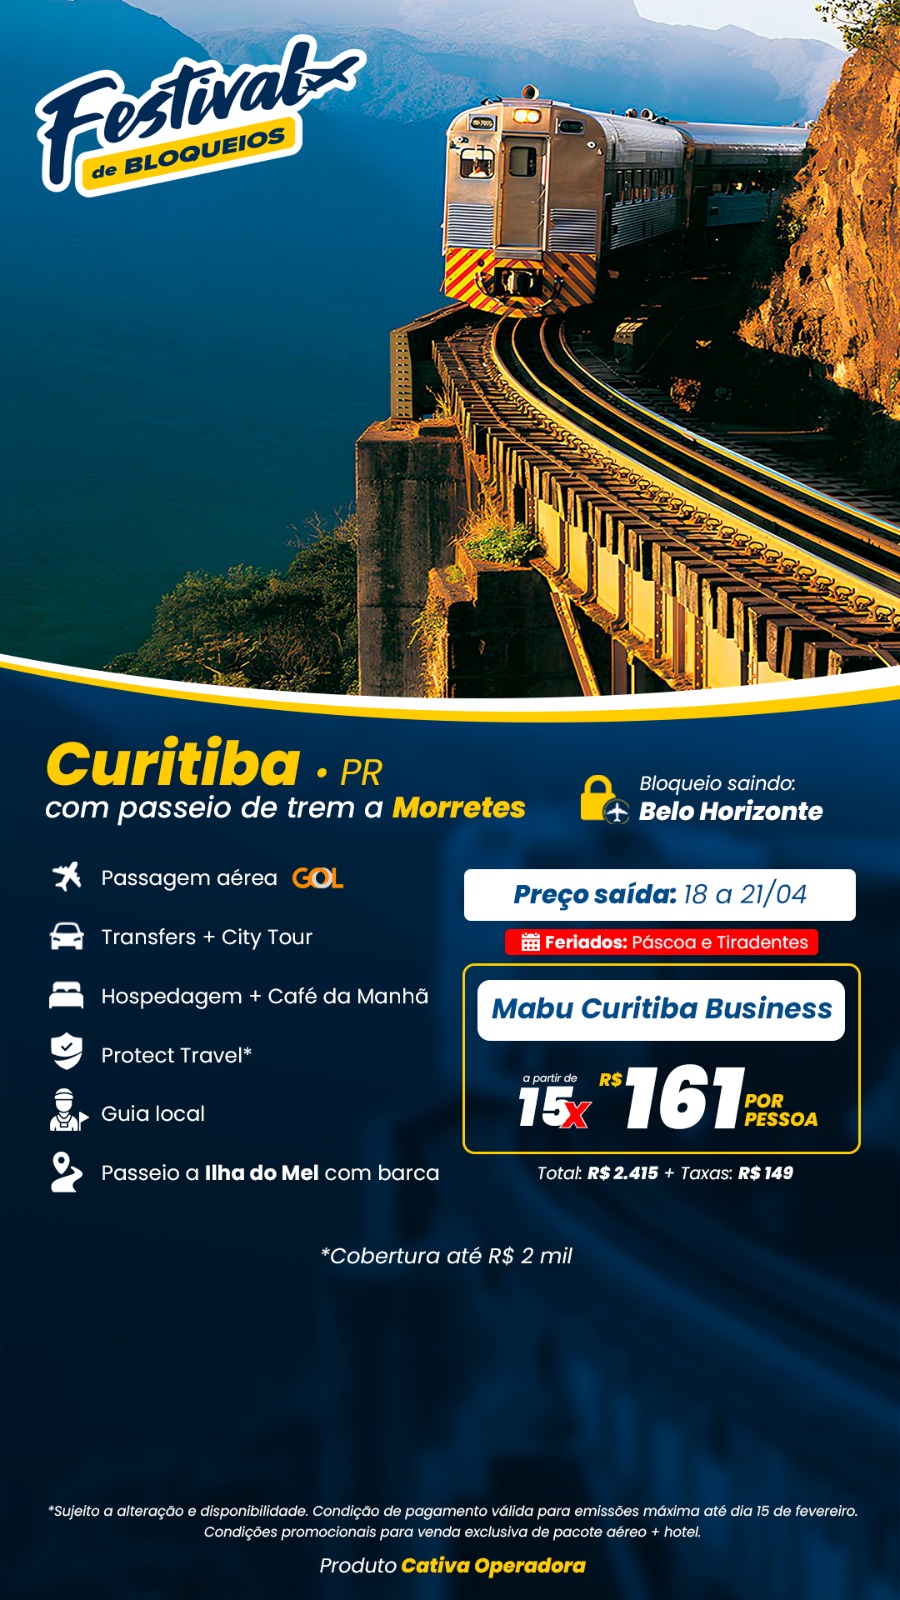 Festival
de BLOQUEIOS
Curitiba • PR
com passeio de trem a Morretes
Bloqueio saindo:
Belo Horizonte
Passagem aérea GOL
Transfers + City Tour
Hospedagem + Café da Manhã
Protect Travel*
Guia local
Passeio a Ilha do Mel com barca
Preço saída: 18 a 21/04
Feriados: Páscoa e Tiradentes
Mabu Curitiba Business
a partir de
15x R$ 161 POR PESSOA
Total: R$ 2.415 + Taxas: R$ 149
*Cobertura até R$ 2 mil
*Sujeito a alteração e disponibilidade. Condição de pagamento válida para emissões máxima até dia 15 de fevereiro.
Condições promocionais para venda exclusiva de pacote aéreo + hotel.
Produto Cativa Operadora